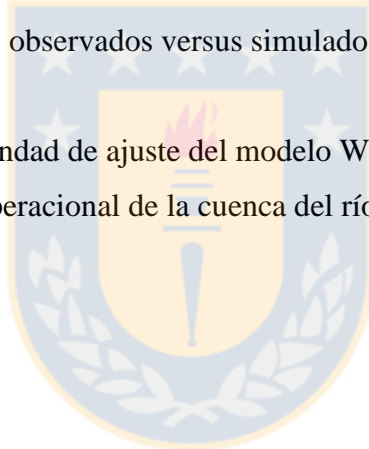 observados versus simulado
ndad de ajuste del modelo W
peracional de la cuenca del río